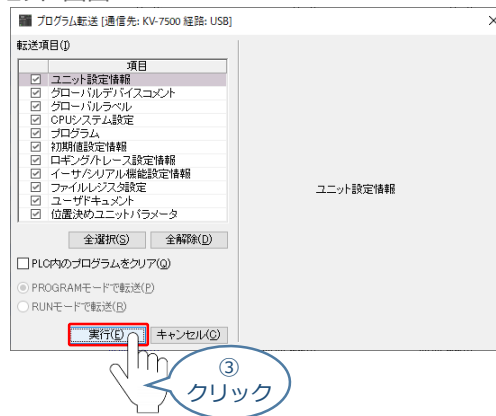 プログラム転送 [通信先: KV-7500 経路: USB]
転送項目(I)
項目
ユニット設定情報
グローバルデバイスコメント
グローバルラベル
CPUシステム設定
プログラム
初期値設定情報
ロギング/トレース設定情報
イーサ/シリアル機能設定情報
ファイルレジスタ設定
ユーザドキュメント
位置決めユニットパラメータ
ユニット設定情報
全選択(S) 全解除(D)
PLC内のプログラムをクリア(Q)
PROGRAMモードで転送(P)
RUNモードで転送(R)
実行(E) キャンセル(C)
③
クリック